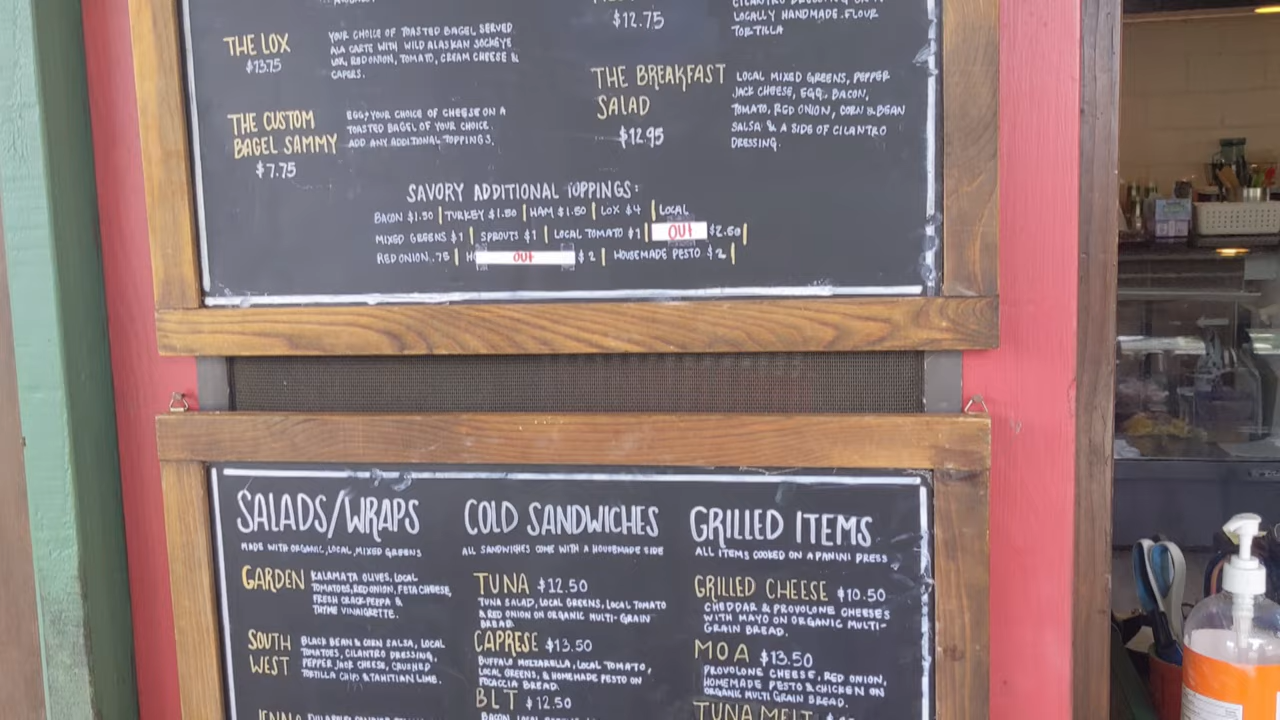 THE LOX
$13.75
YOUR CHOICE OF TOASTED BAGEL SERVED
ALA CARTE WITH WILD ALASKAN SOCKEYE
LOX, RED ONION, TOMATO, CREAM CHEESE &
CAPERS.
THE CUSTOM
BAGEL SAMMY
$7.75
EGG, YOUR CHOICE OF CHEESE ON A
TOASTED BAGEL OF YOUR CHOICE.
ADD ANY ADDITIONAL TOPPINGS.
$12.75
LOCALLY HANDMADE FLOUR
TORTILLA
THE BREAKFAST
SALAD
$12.95
LOCAL MIXED GREENS, PEPPER
JACK CHEESE, EGG, BACON,
TOMATO, RED ONION, CORN & BEAN
SALSA & A SIDE OF CILANTRO
DRESSING.
SAVORY ADDITIONAL TOPPINGS:
BACON $1.50 | TURKEY $1.50 | HAM $1.50 | LOX $4 | LOCAL
MIXED GREENS $1 | SPROUTS $1 | LOCAL TOMATO $1 | OUT $2.50 |
RED ONION .75 | HO OUT $2 | HOUSEMADE PESTO $2 |
SALADS/WRAPS
MADE WITH ORGANIC, LOCAL, MIXED GREENS
GARDEN
KALAMATA OLIVES, LOCAL
TOMATOES, RED ONION, FETA CHEESE,
FRESH CRACK-PEPPA &
THYME VINAIGRETTE.
SOUTH
WEST
BLACK BEAN & CORN SALSA, LOCAL
TOMATOES, CILANTRO DRESSING,
PEPPER JACK CHEESE, CRUSHED
TORTILLA CHIPS & TAHITIAN LIME.
COLD SANDWICHES
ALL SANDWICHES COME WITH A HOUSEMADE SIDE
TUNA $12.50
TUNA SALAD, LOCAL GREENS, LOCAL TOMATO
& RED ONION ON ORGANIC MULTI-GRAIN
BREAD.
CAPRESE $13.50
BUFFALO MOZZARELLA, LOCAL TOMATO,
LOCAL GREENS, & HOMEMADE PESTO ON
FOCACCIA BREAD.
BLT $12.50
GRILLED ITEMS
ALL ITEMS COOKED ON A PANINI PRESS
GRILLED CHEESE $10.50
CHEDDAR & PROVOLONE CHEESES
WITH MAYO ON ORGANIC MULTI-
GRAIN BREAD.
MOA $13.50
PROVOLONE CHEESE, RED ONION,
HOMEMADE PESTO & CHICKEN ON
ORGANIC MULTI GRAIN BREAD.
TUNA MELT